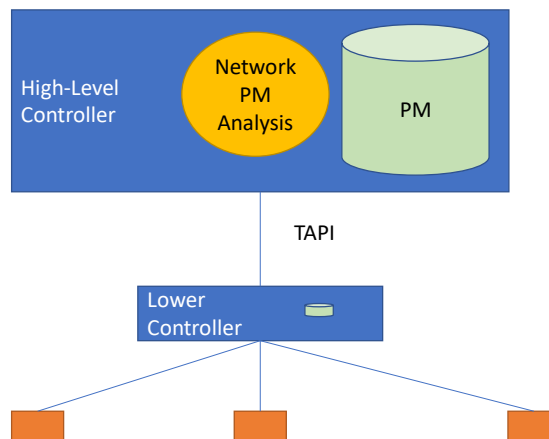 High-Level
Controller
Network
PM
Analysis
PM
TAPI
Lower
Controller